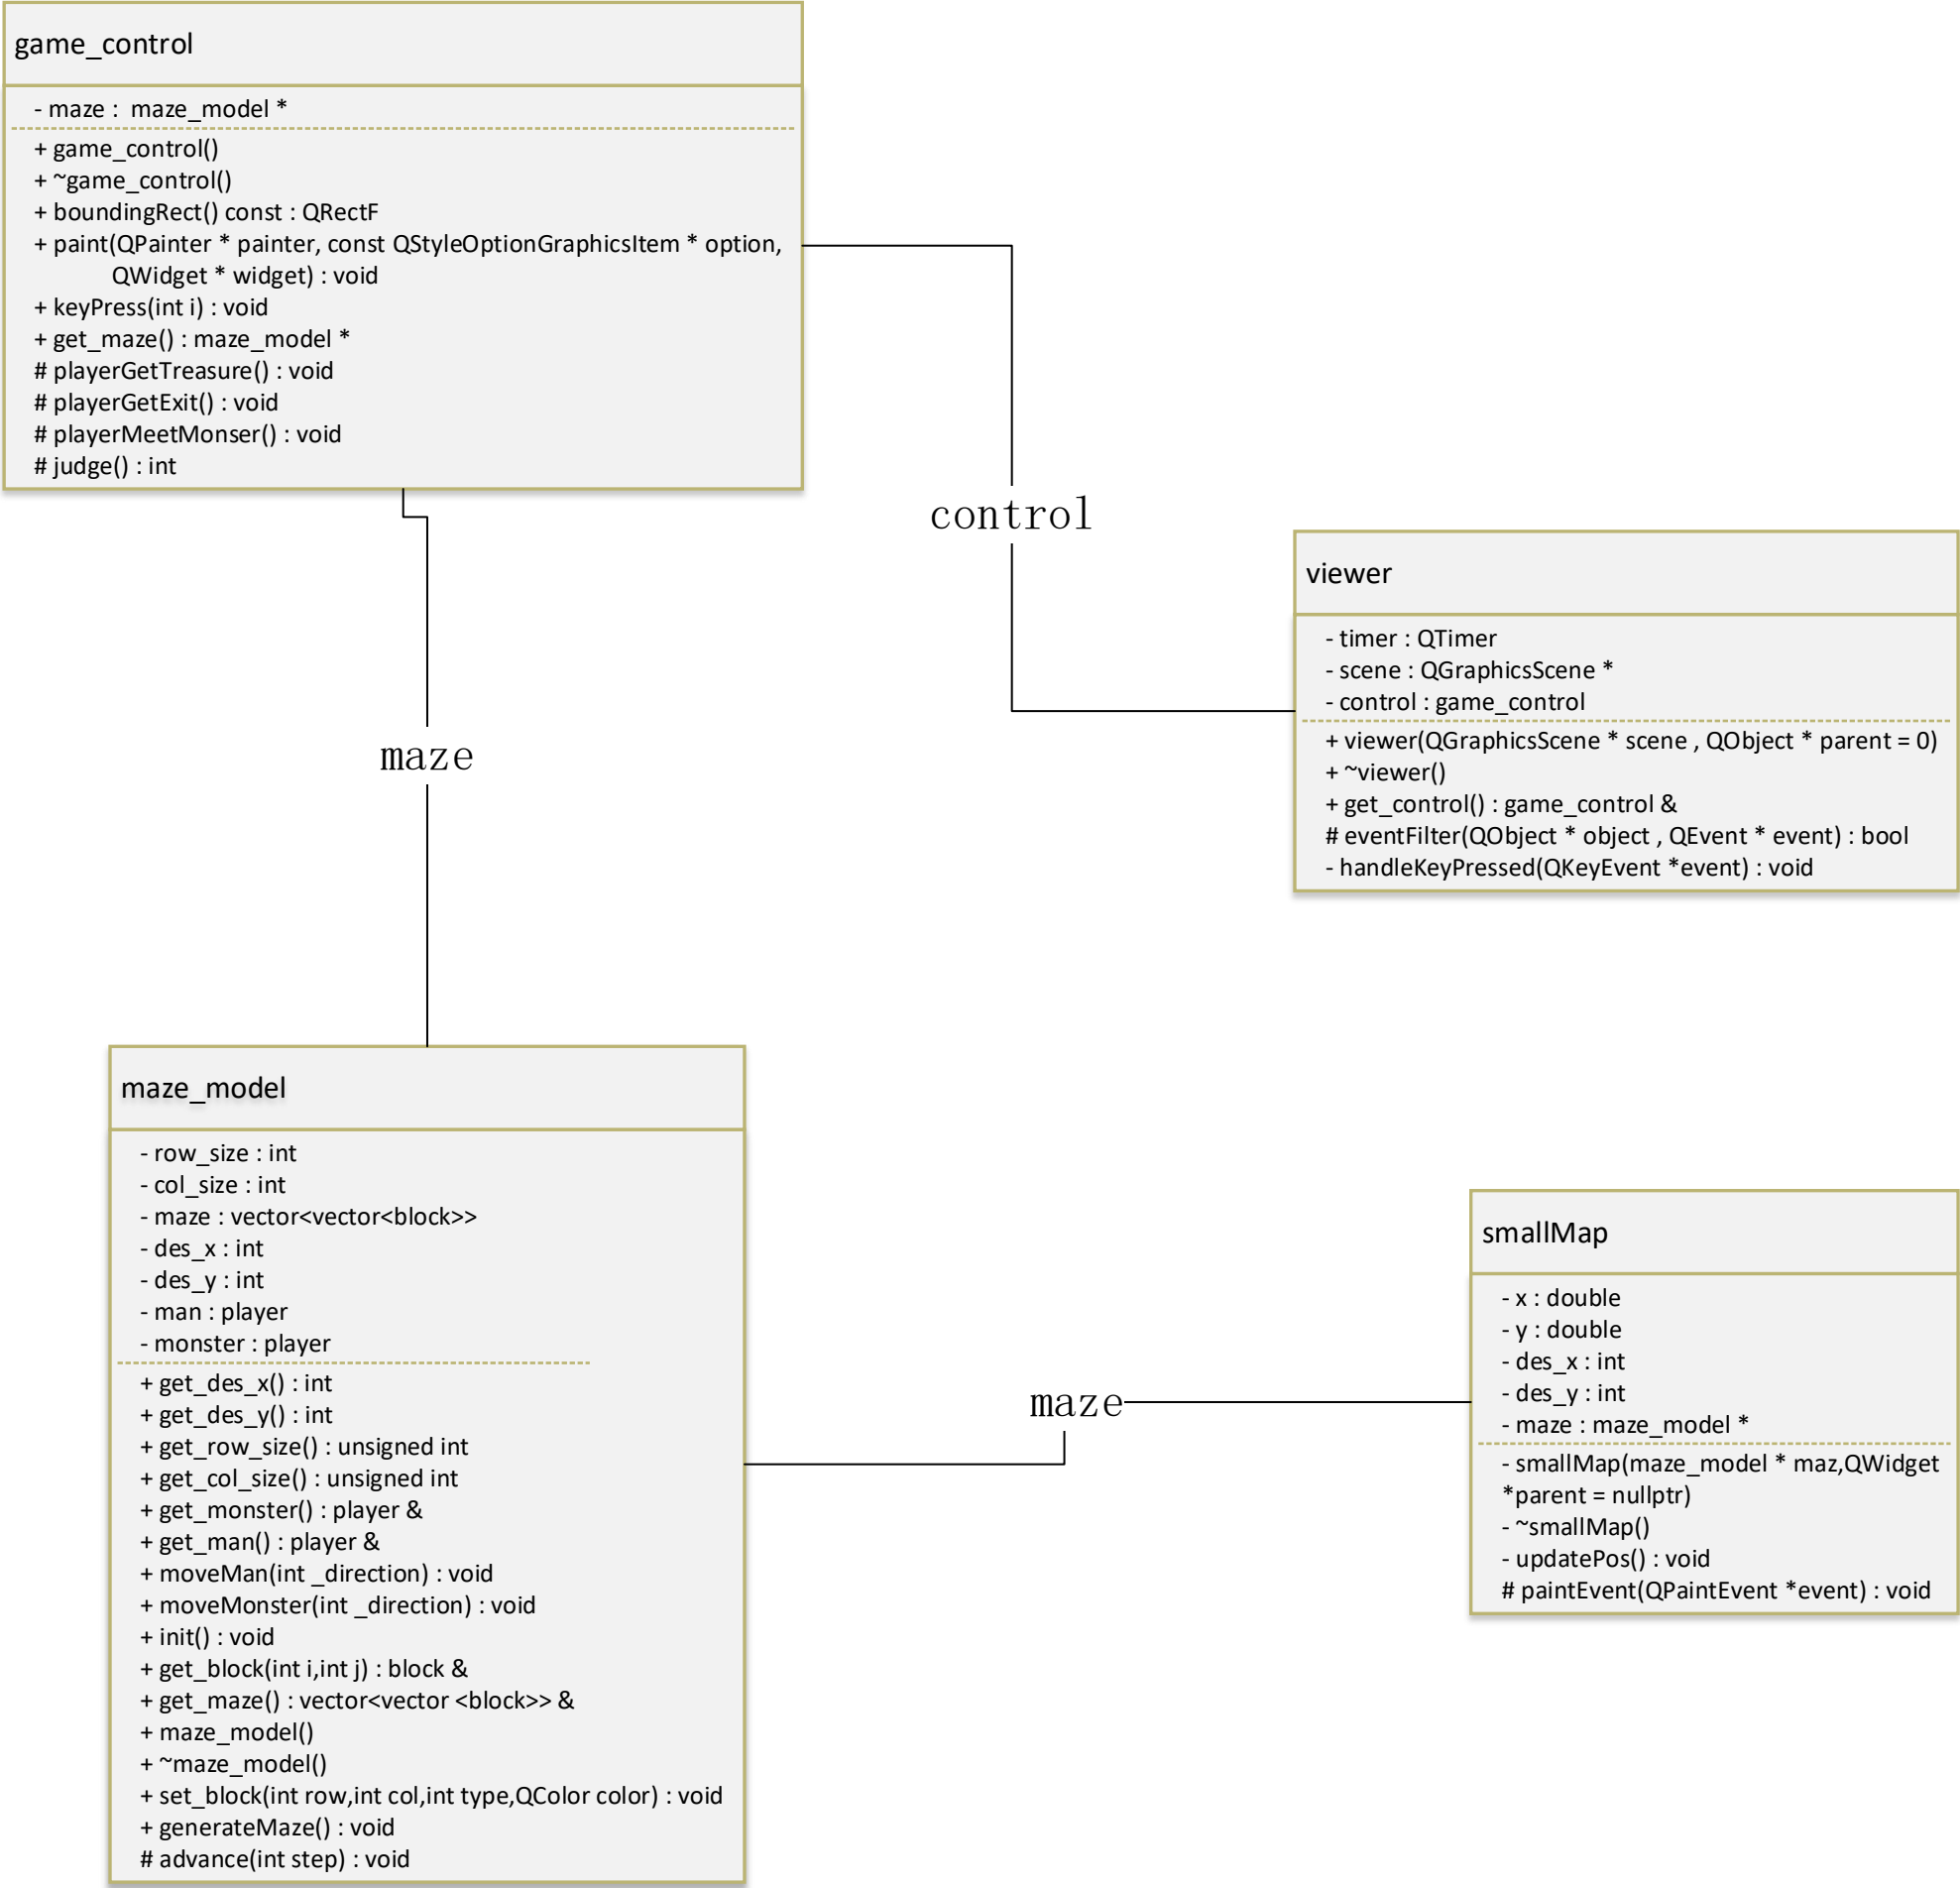 game_control
- maze :  maze_model *
+ game_control()
+ ~game_control()
+ boundingRect() const : QRectF
+ paint(QPainter * painter, const QStyleOptionGraphicsItem * option,
QWidget * widget) : void
+ keyPress(int i) : void
+ get_maze() : maze_model *
# playerGetTreasure() : void
# playerGetExit() : void
# playerMeetMonser() : void
# judge() : int
control
viewer
- timer : QTimer
- scene : QGraphicsScene *
- control : game_control
+ viewer(QGraphicsScene * scene , QObject * parent = 0)
+ ~viewer()
+ get_control() : game_control &
# eventFilter(QObject * object , QEvent * event) : bool
- handleKeyPressed(QKeyEvent *event) : void
maze
maze_model
- row_size : int
- col_size : int
- maze : vector<vector<block>>
- des_x : int
- des_y : int
- man : player
- monster : player
+ get_des_x() : int
+ get_des_y() : int
+ get_row_size() : unsigned int
+ get_col_size() : unsigned int
+ get_monster() : player &
+ get_man() : player &
+ moveMan(int _direction) : void
+ moveMonster(int _direction) : void
+ init() : void
+ get_block(int i,int j) : block &
+ get_maze() : vector<vector <block>> &
+ maze_model()
+ ~maze_model()
+ set_block(int row,int col,int type,QColor color) : void
+ generateMaze() : void
# advance(int step) : void
maze
smallMap
- x : double
- y : double
- des_x : int
- des_y : int
- maze : maze_model *
- smallMap(maze_model * maz,QWidget
*parent = nullptr)
- ~smallMap()
- updatePos() : void
# paintEvent(QPaintEvent *event) : void